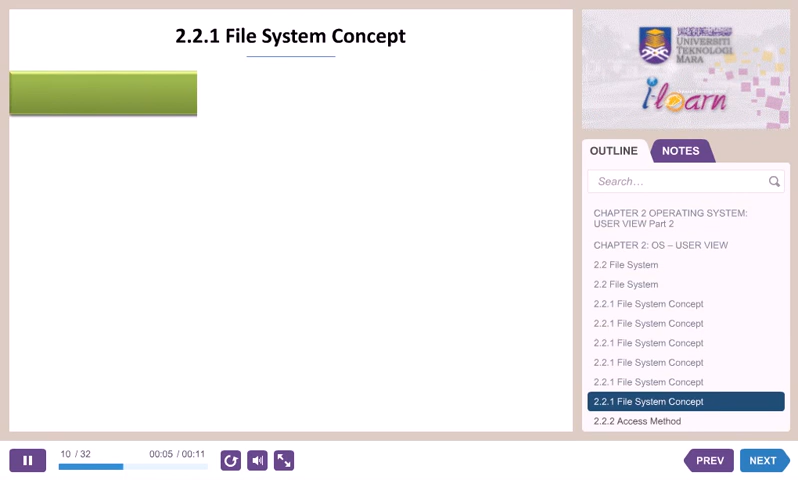 2.2.1 File System Concept
UNIVERSITI
TEKNOLOGI
MARA
i-learn
OUTLINE
NOTES
Search...
CHAPTER 2 OPERATING SYSTEM:
USER VIEW Part 2
CHAPTER 2: OS – USER VIEW
2.2 File System
2.2 File System
2.2.1 File System Concept
2.2.1 File System Concept
2.2.1 File System Concept
2.2.1 File System Concept
2.2.1 File System Concept
2.2.1 File System Concept
2.2.2 Access Method
10 / 32
00:05 / 00:11
PREV
NEXT